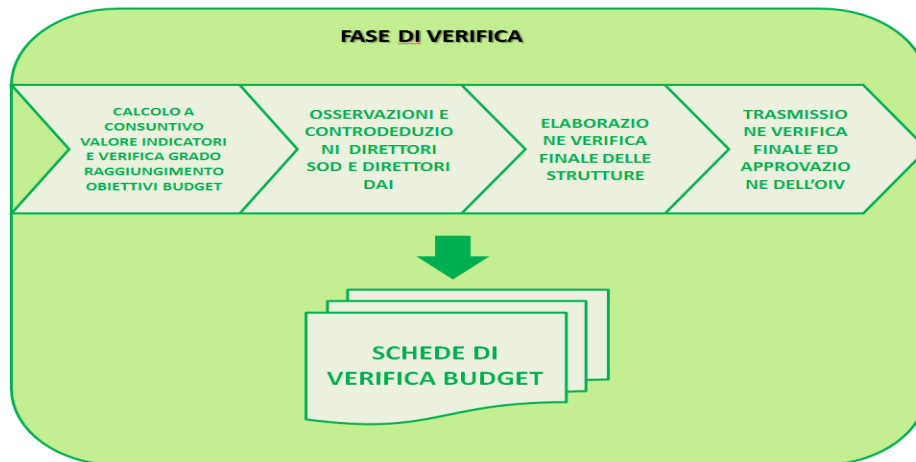 FASE DI VERIFICA
CALCOLO A
CONSUNTIVO
VALORE INDICATORI
E VERIFICA GRADO
RAGGIUNGIMENTO
OBIETTIVI BUDGET
OSSERVAZIONI E
CONTRODEDUZIO
NI DIRETTORI
SOD E DIRETTORI
DAI
ELABORAZIO
NE VERIFICA
FINALE DELLE
STRUTTURE
TRASMISSIO
NE VERIFICA
FINALE ED
APPROVAZIO
NE DELL'OIV
SCHEDE DI
VERIFICA BUDGET